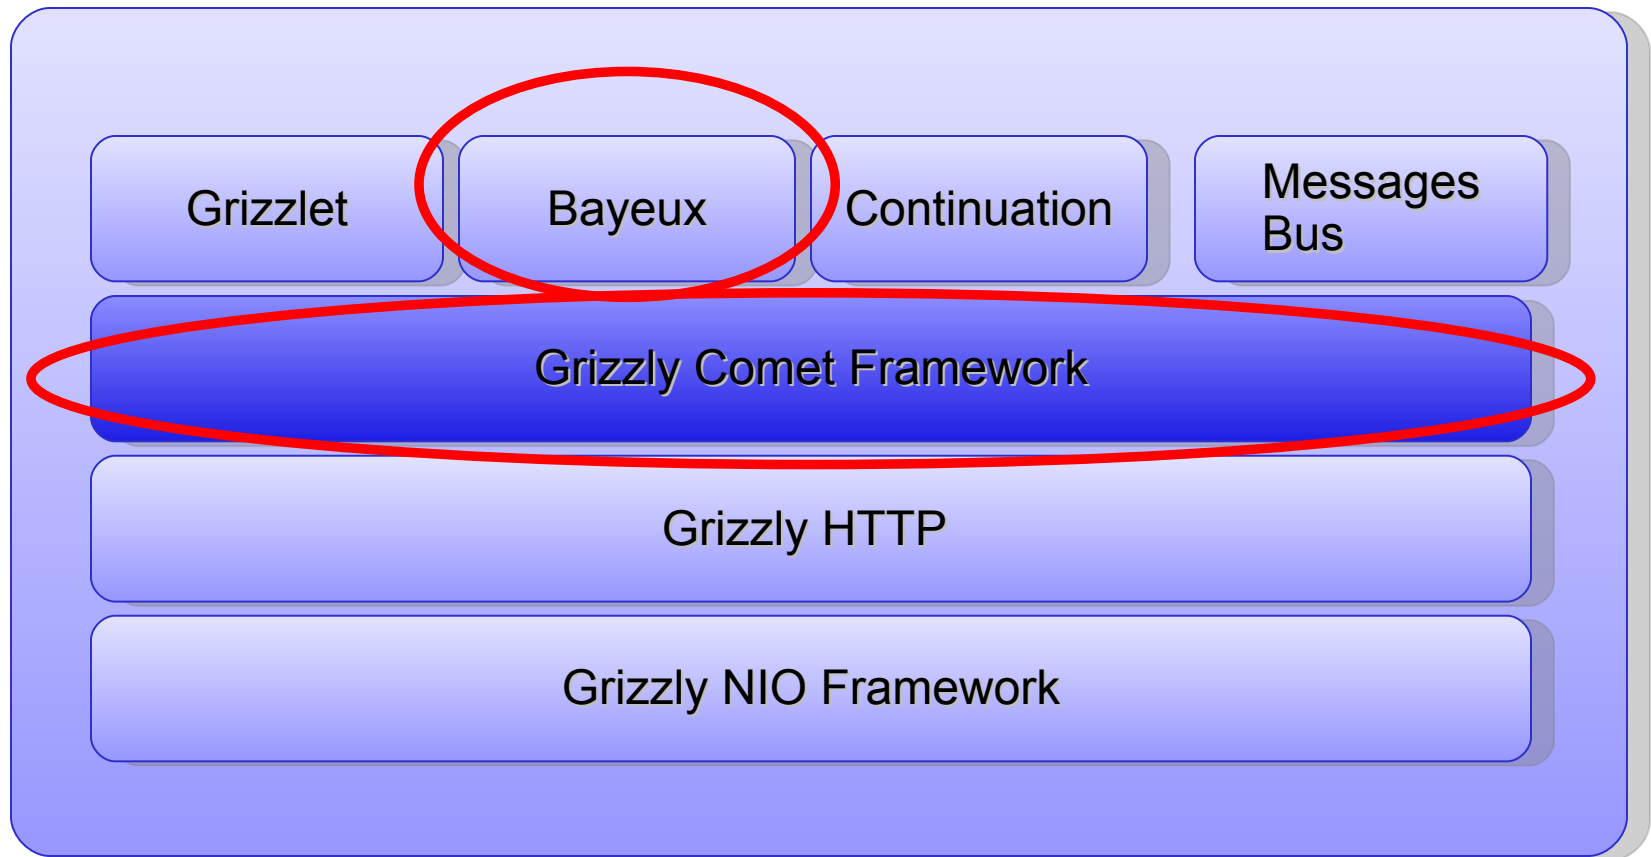 Grizzlet
Bayeux
Continuation
Messages
Bus
Grizzly Comet Framework
Grizzly HTTP
Grizzly NIO Framework